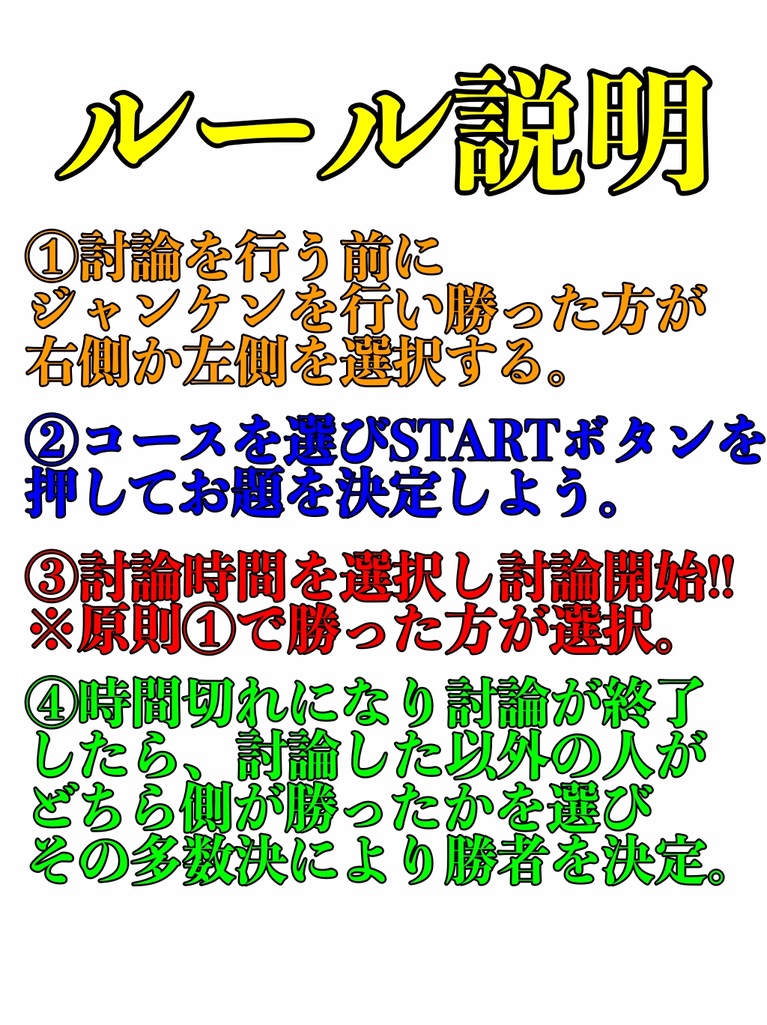 ルール説明
①討論を行う前に
ジャンケンを行い勝った方が
右側か左側を選択する。
②コースを選びSTARTボタンを
押してお題を決定しよう。
③討論時間を選択し討論開始!!
※原則①で勝った方が選択。
④時間切れになり討論が終了
したら、討論した以外の人が
どちら側が勝ったかを選び
その多数決により勝者を決定。